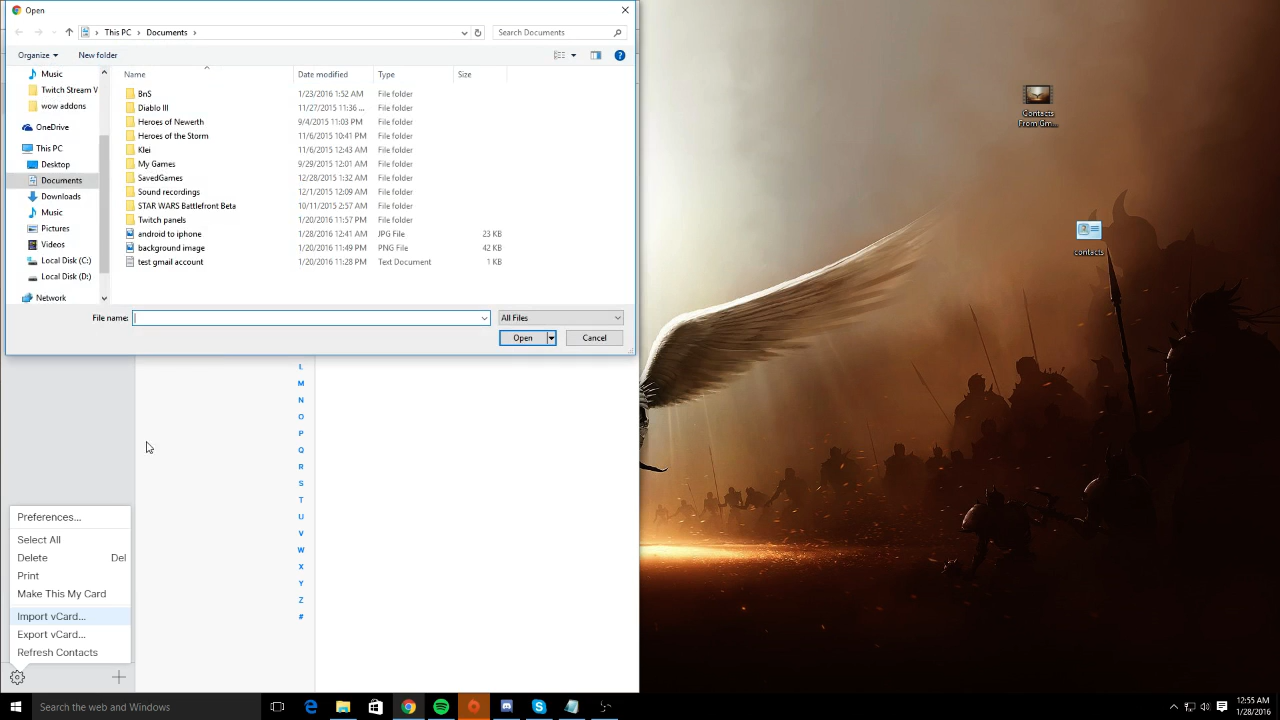 Open
This PC > Documents >
Search Documents
Organize
New folder
Name
Date modified
Type
Size
Music
Twitch Stream V
wow addons
OneDrive
This PC
Desktop
Documents
Downloads
Music
Pictures
Videos
Local Disk (C:)
Local Disk (D:)
Network
BnS 1/23/2016 1:52 AM File folder
Diablo III 11/27/2015 11:36 ... File folder
Heroes of Newerth 9/4/2015 11:03 PM File folder
Heroes of the Storm 11/6/2015 10:41 PM File folder
Klei 11/6/2015 12:43 AM File folder
My Games 9/29/2015 12:01 AM File folder
SavedGames 12/28/2015 1:32 AM File folder
Sound recordings 12/1/2015 12:09 AM File folder
STAR WARS Battlefront Beta 10/11/2015 2:57 AM File folder
Twitch panels 1/20/2016 11:57 PM File folder
android to iphone 1/28/2016 12:41 AM JPG File 23 KB
background image 1/20/2016 11:49 PM PNG File 42 KB
test gmail account 1/20/2016 11:28 PM Text Document 1 KB
File name:
All Files
Open
Cancel
L
M
N
O
P
Q
R
S
T
U
V
W
X
Y
Z
#
Preferences...
Select All
Delete Del
Print
Make This My Card
Import vCard...
Export vCard...
Refresh Contacts
Contacts
From Gm...
contacts
Search the web and Windows
12:55 AM
1/28/2016